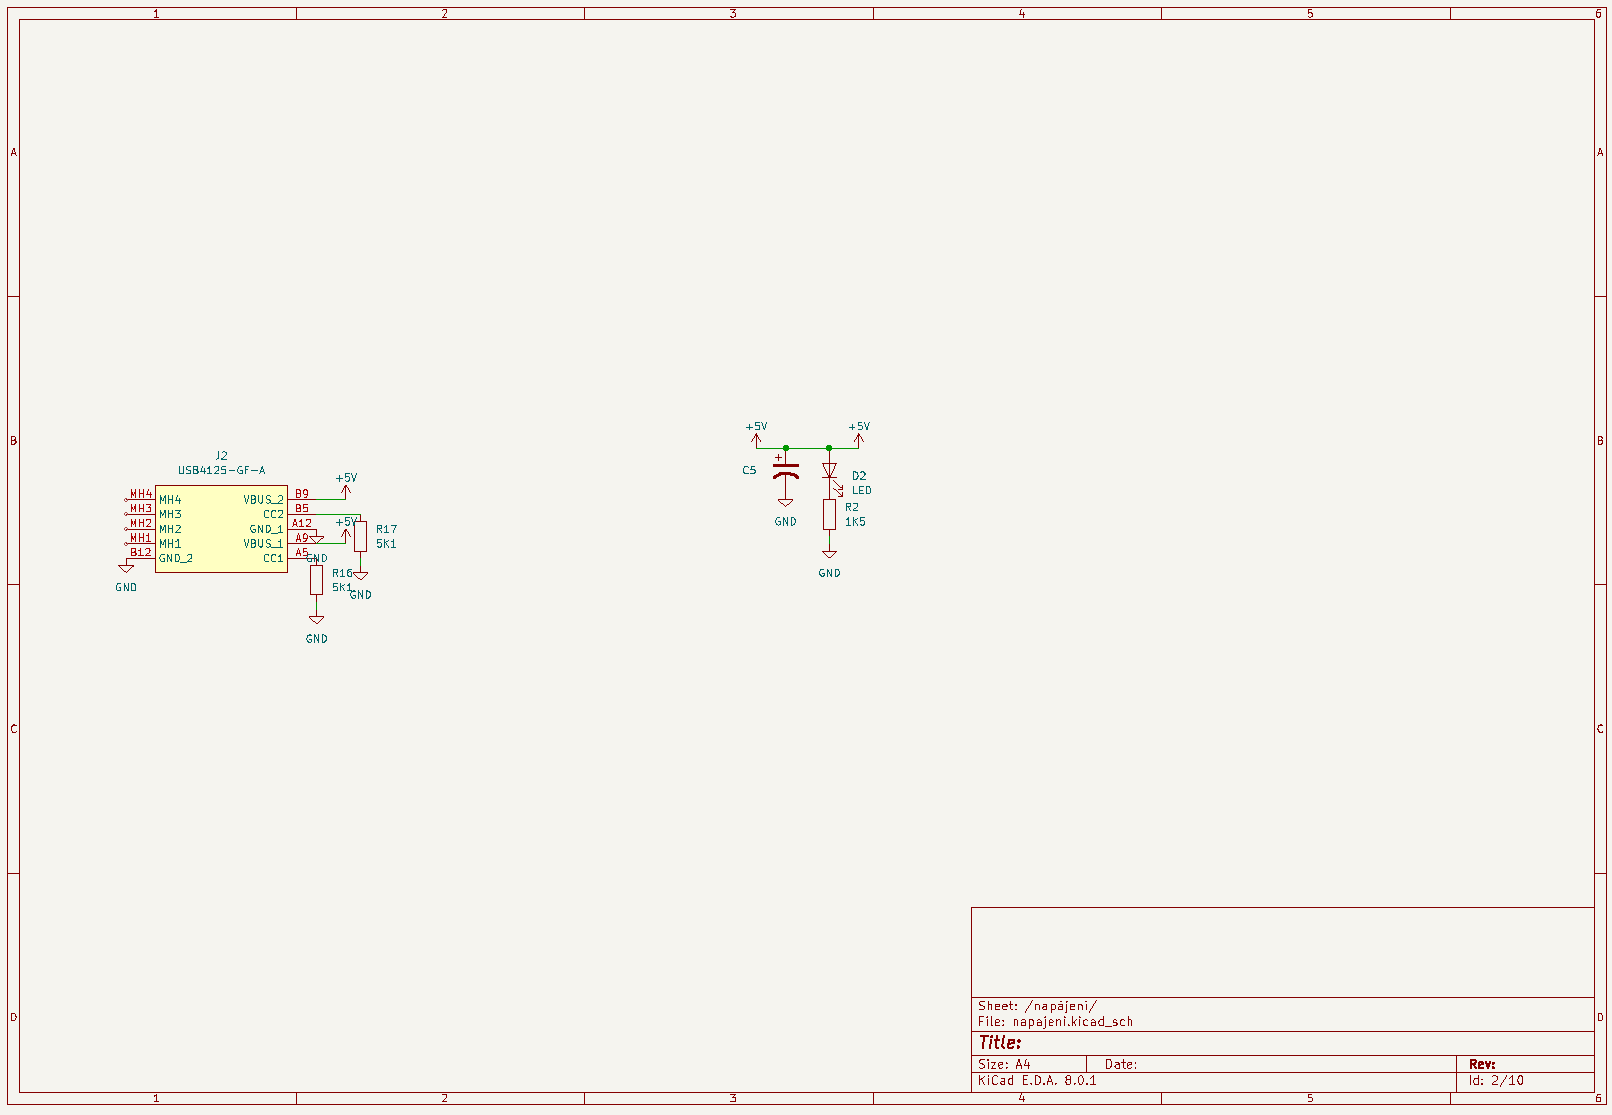 1 2 3 4 5 6
A A
+5V +5V
B B
J2
USB4125-GF-A
C5
D2
LED
R2
1K5
+5V
MH4 MH4 VBUS_2 B9
MH3 MH3 CC2 B5
MH2 MH2 GND_1 A12
MH1 MH1 VBUS_1 A9
B12 GND_2 CC1 A5
+5V
R17
5K1
GND
GND
GND
GND
R16
5K1
GND
GND
C C
Sheet: /napájení/
File: napajeni.kicad_sch
Title:
Size: A4 Date: Rev:
KiCad E.D.A. 8.0.1 Id: 2/10
D D
1 2 3 4 5 6